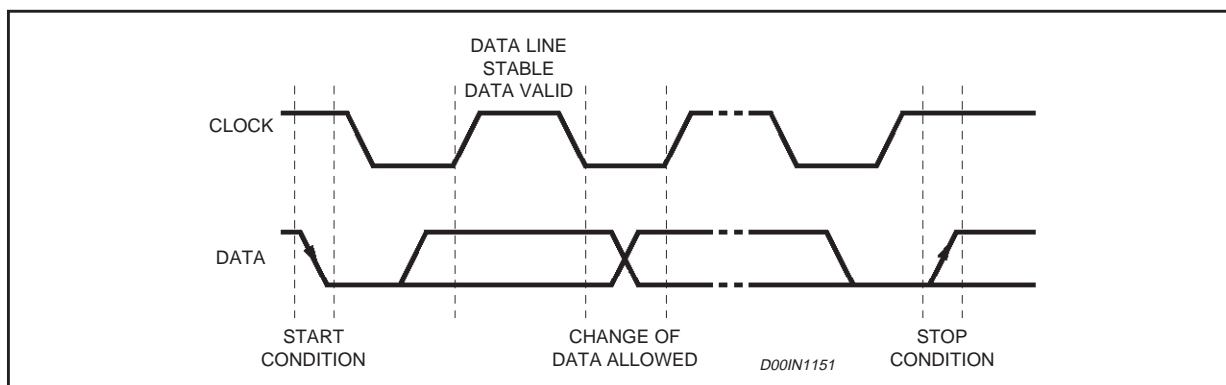 DATA LINE
STABLE
DATA VALID
CLOCK
DATA
START
CONDITION
CHANGE OF
DATA ALLOWED
D00IN1151
STOP
CONDITION